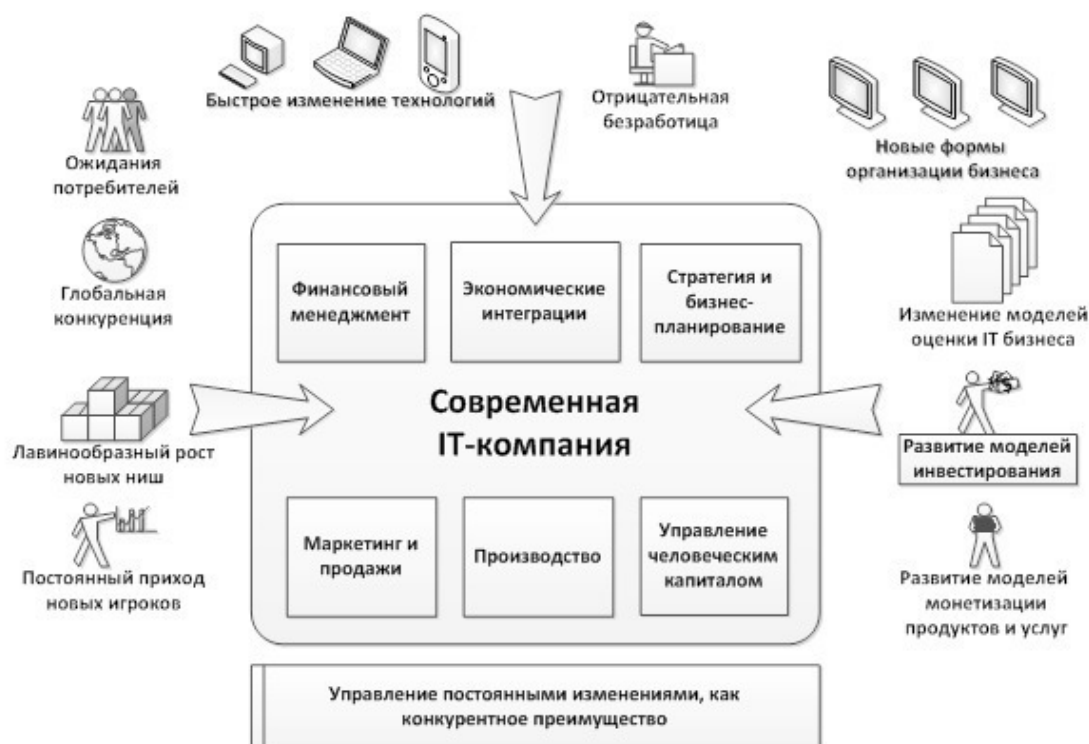 Быстрое изменение технологий
Отрицательная
безработица
Новые формы
организации бизнеса
Ожидания
потребителей
Глобальная
конкуренция
Лавинообразный рост
новых ниш
Постоянный приход
новых игроков
Финансовый
менеджмент
Экономические
интеграции
Стратегия и
бизнес-
планирование
Современная
IT-компания
Маркетинг и
продажи
Производство
Управление
человеческим
капиталом
Изменение моделей
оценки IT бизнеса
Развитие моделей
инвестирования
Развитие моделей
монетизации
продуктов и услуг
Управление постоянными изменениями, как
конкурентное преимущество